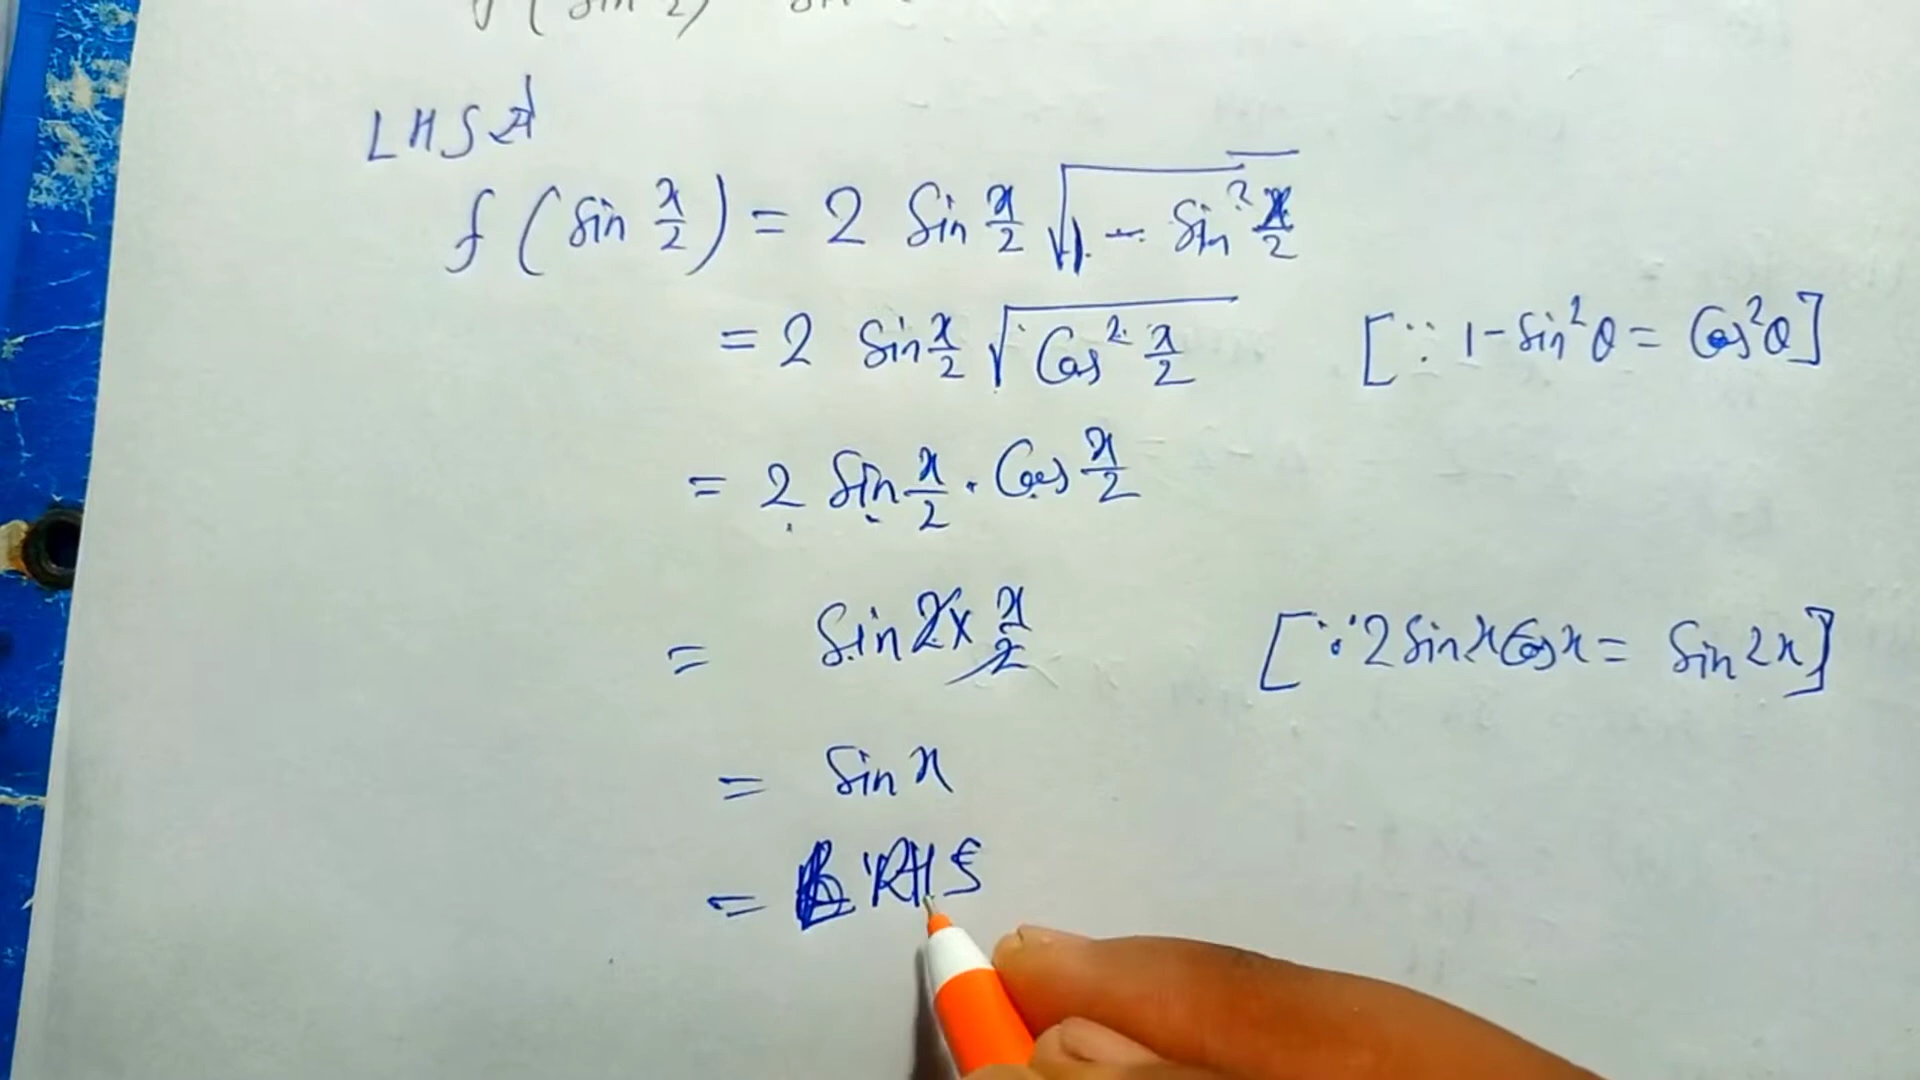 LHS से
f(sin x/2) = 2 sin x/2 √1 - sin² x/2
= 2 sin x/2 √cos² x/2 [∵ 1-sin²θ = cos²θ]
= 2 sin x/2 . cos x/2
= sin 2× x/2 [∵ 2 sin x cos x = sin 2x]
= sin x
= RHS